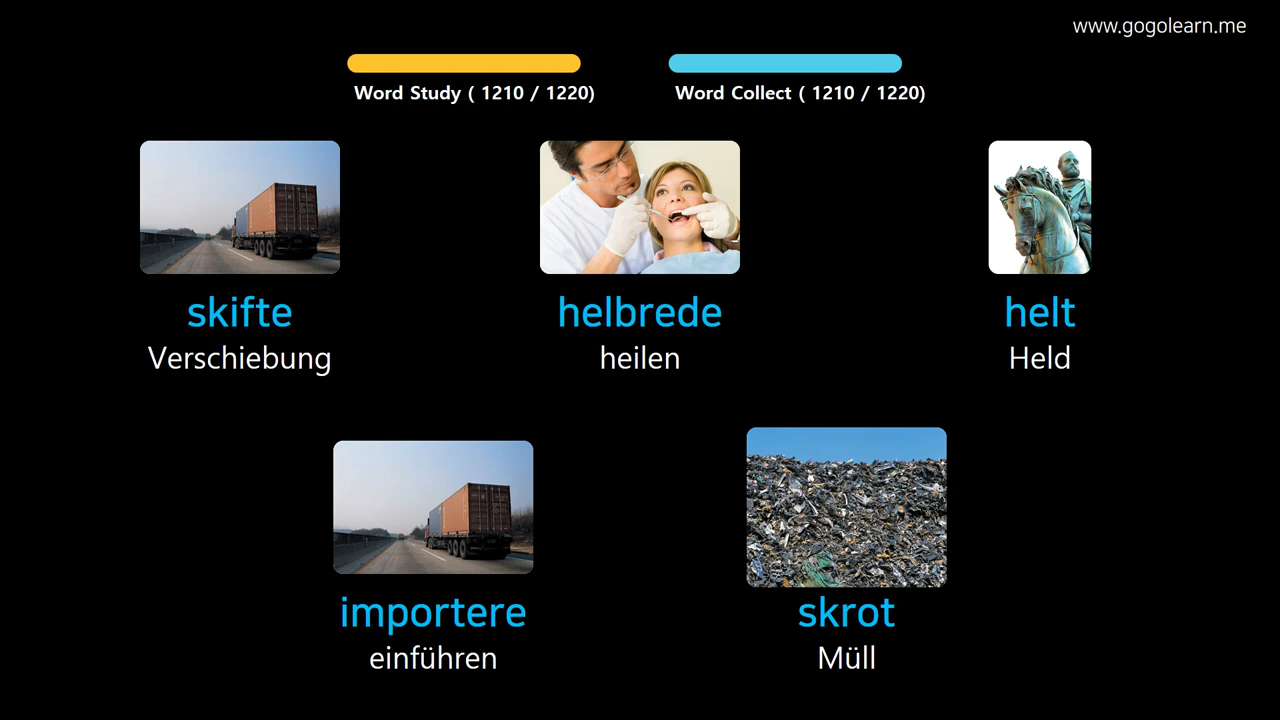 www.gogolearn.me
Word Study ( 1210 / 1220)
Word Collect ( 1210 / 1220)
skifte
Verschiebung
helbrede
heilen
helt
Held
importere
einführen
skrot
Müll